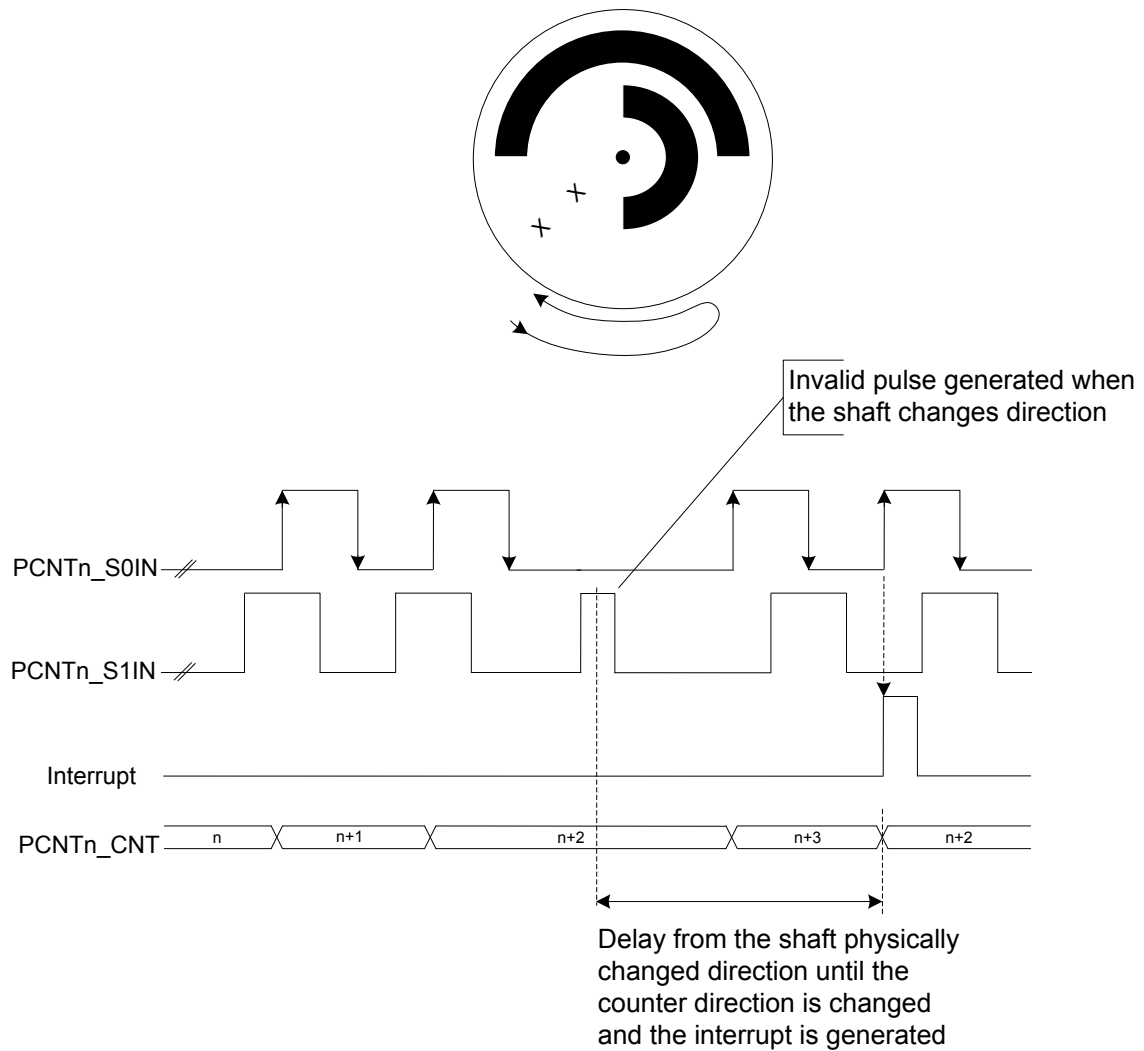 X X
Invalid pulse generated when
the shaft changes direction
PCNTn_S0IN
PCNTn_S1IN
Interrupt
PCNTn_CNT n n+1 n+2 n+3 n+2
Delay from the shaft physically
changed direction until the
counter direction is changed
and the interrupt is generated